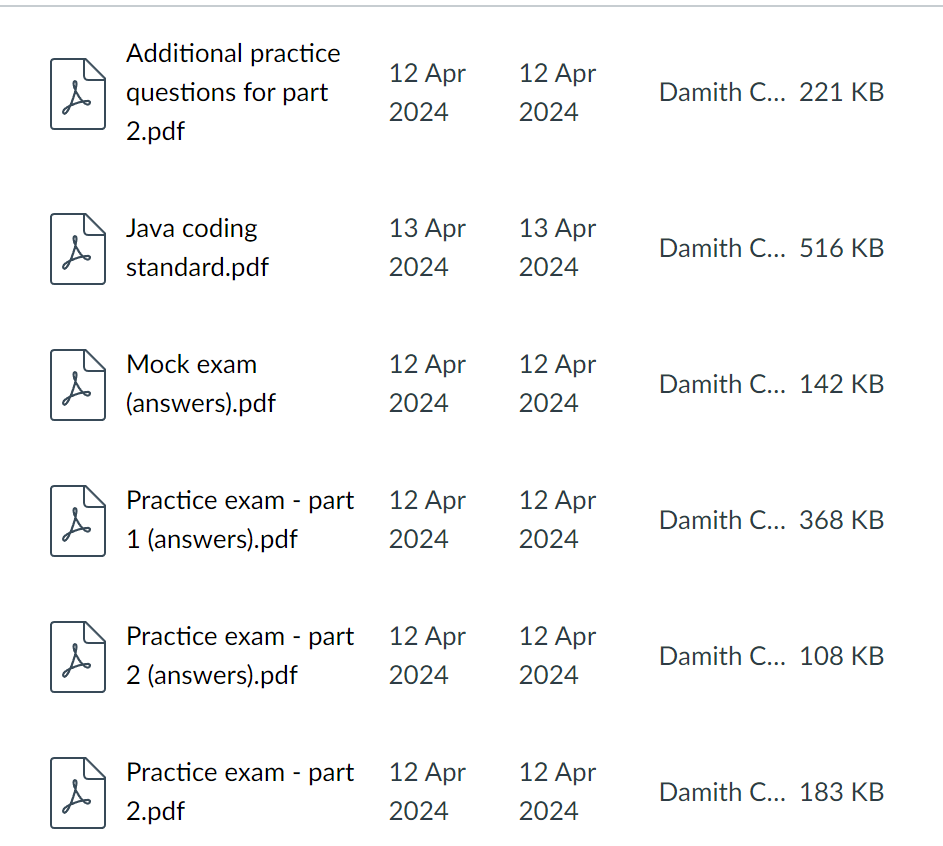 Additional practice
questions for part
2.pdf
12 Apr
2024
12 Apr
2024
Damith C...
221 KB
Java coding
standard.pdf
13 Apr
2024
13 Apr
2024
Damith C...
516 KB
Mock exam
(answers).pdf
12 Apr
2024
12 Apr
2024
Damith C...
142 KB
Practice exam - part
1 (answers).pdf
12 Apr
2024
12 Apr
2024
Damith C...
368 KB
Practice exam - part
2 (answers).pdf
12 Apr
2024
12 Apr
2024
Damith C...
108 KB
Practice exam - part
2.pdf
12 Apr
2024
12 Apr
2024
Damith C...
183 KB